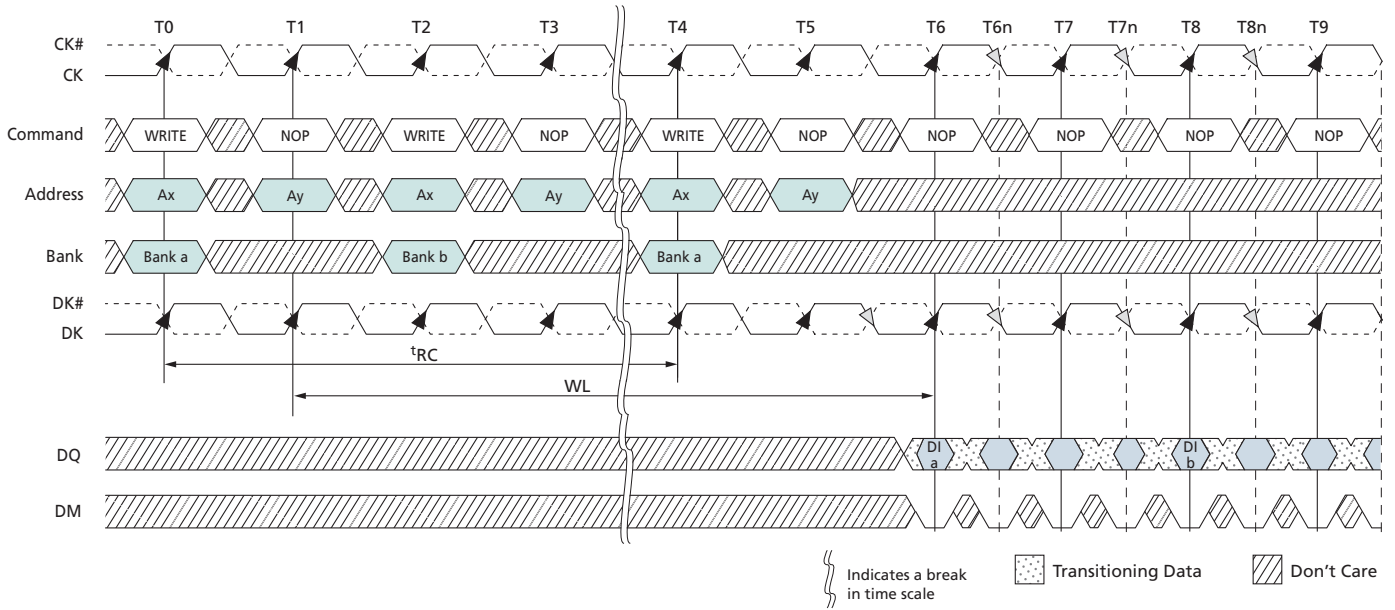 T0 T1 T2 T3 T4 T5 T6 T6n T7 T7n T8 T8n T9
CK#
CK
Command WRITE NOP WRITE NOP WRITE NOP NOP NOP NOP NOP
Address Ax Ay Ax Ay Ax Ay
Bank Bank a Bank b Bank a
DK#
DK
tRC
WL
DQ DI a DI b
DM
Indicates a break in time scale
Transitioning Data
Don't Care